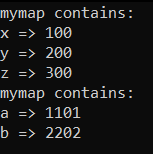 mymap contains:
x => 100
y => 200
z => 300
mymap contains:
a => 1101
b => 2202